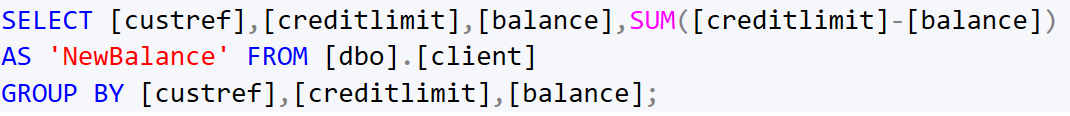 SELECT [custref],[creditlimit],[balance],SUM([creditlimit]-[balance])
AS 'NewBalance' FROM [dbo].[client]
GROUP BY [custref],[creditlimit],[balance];